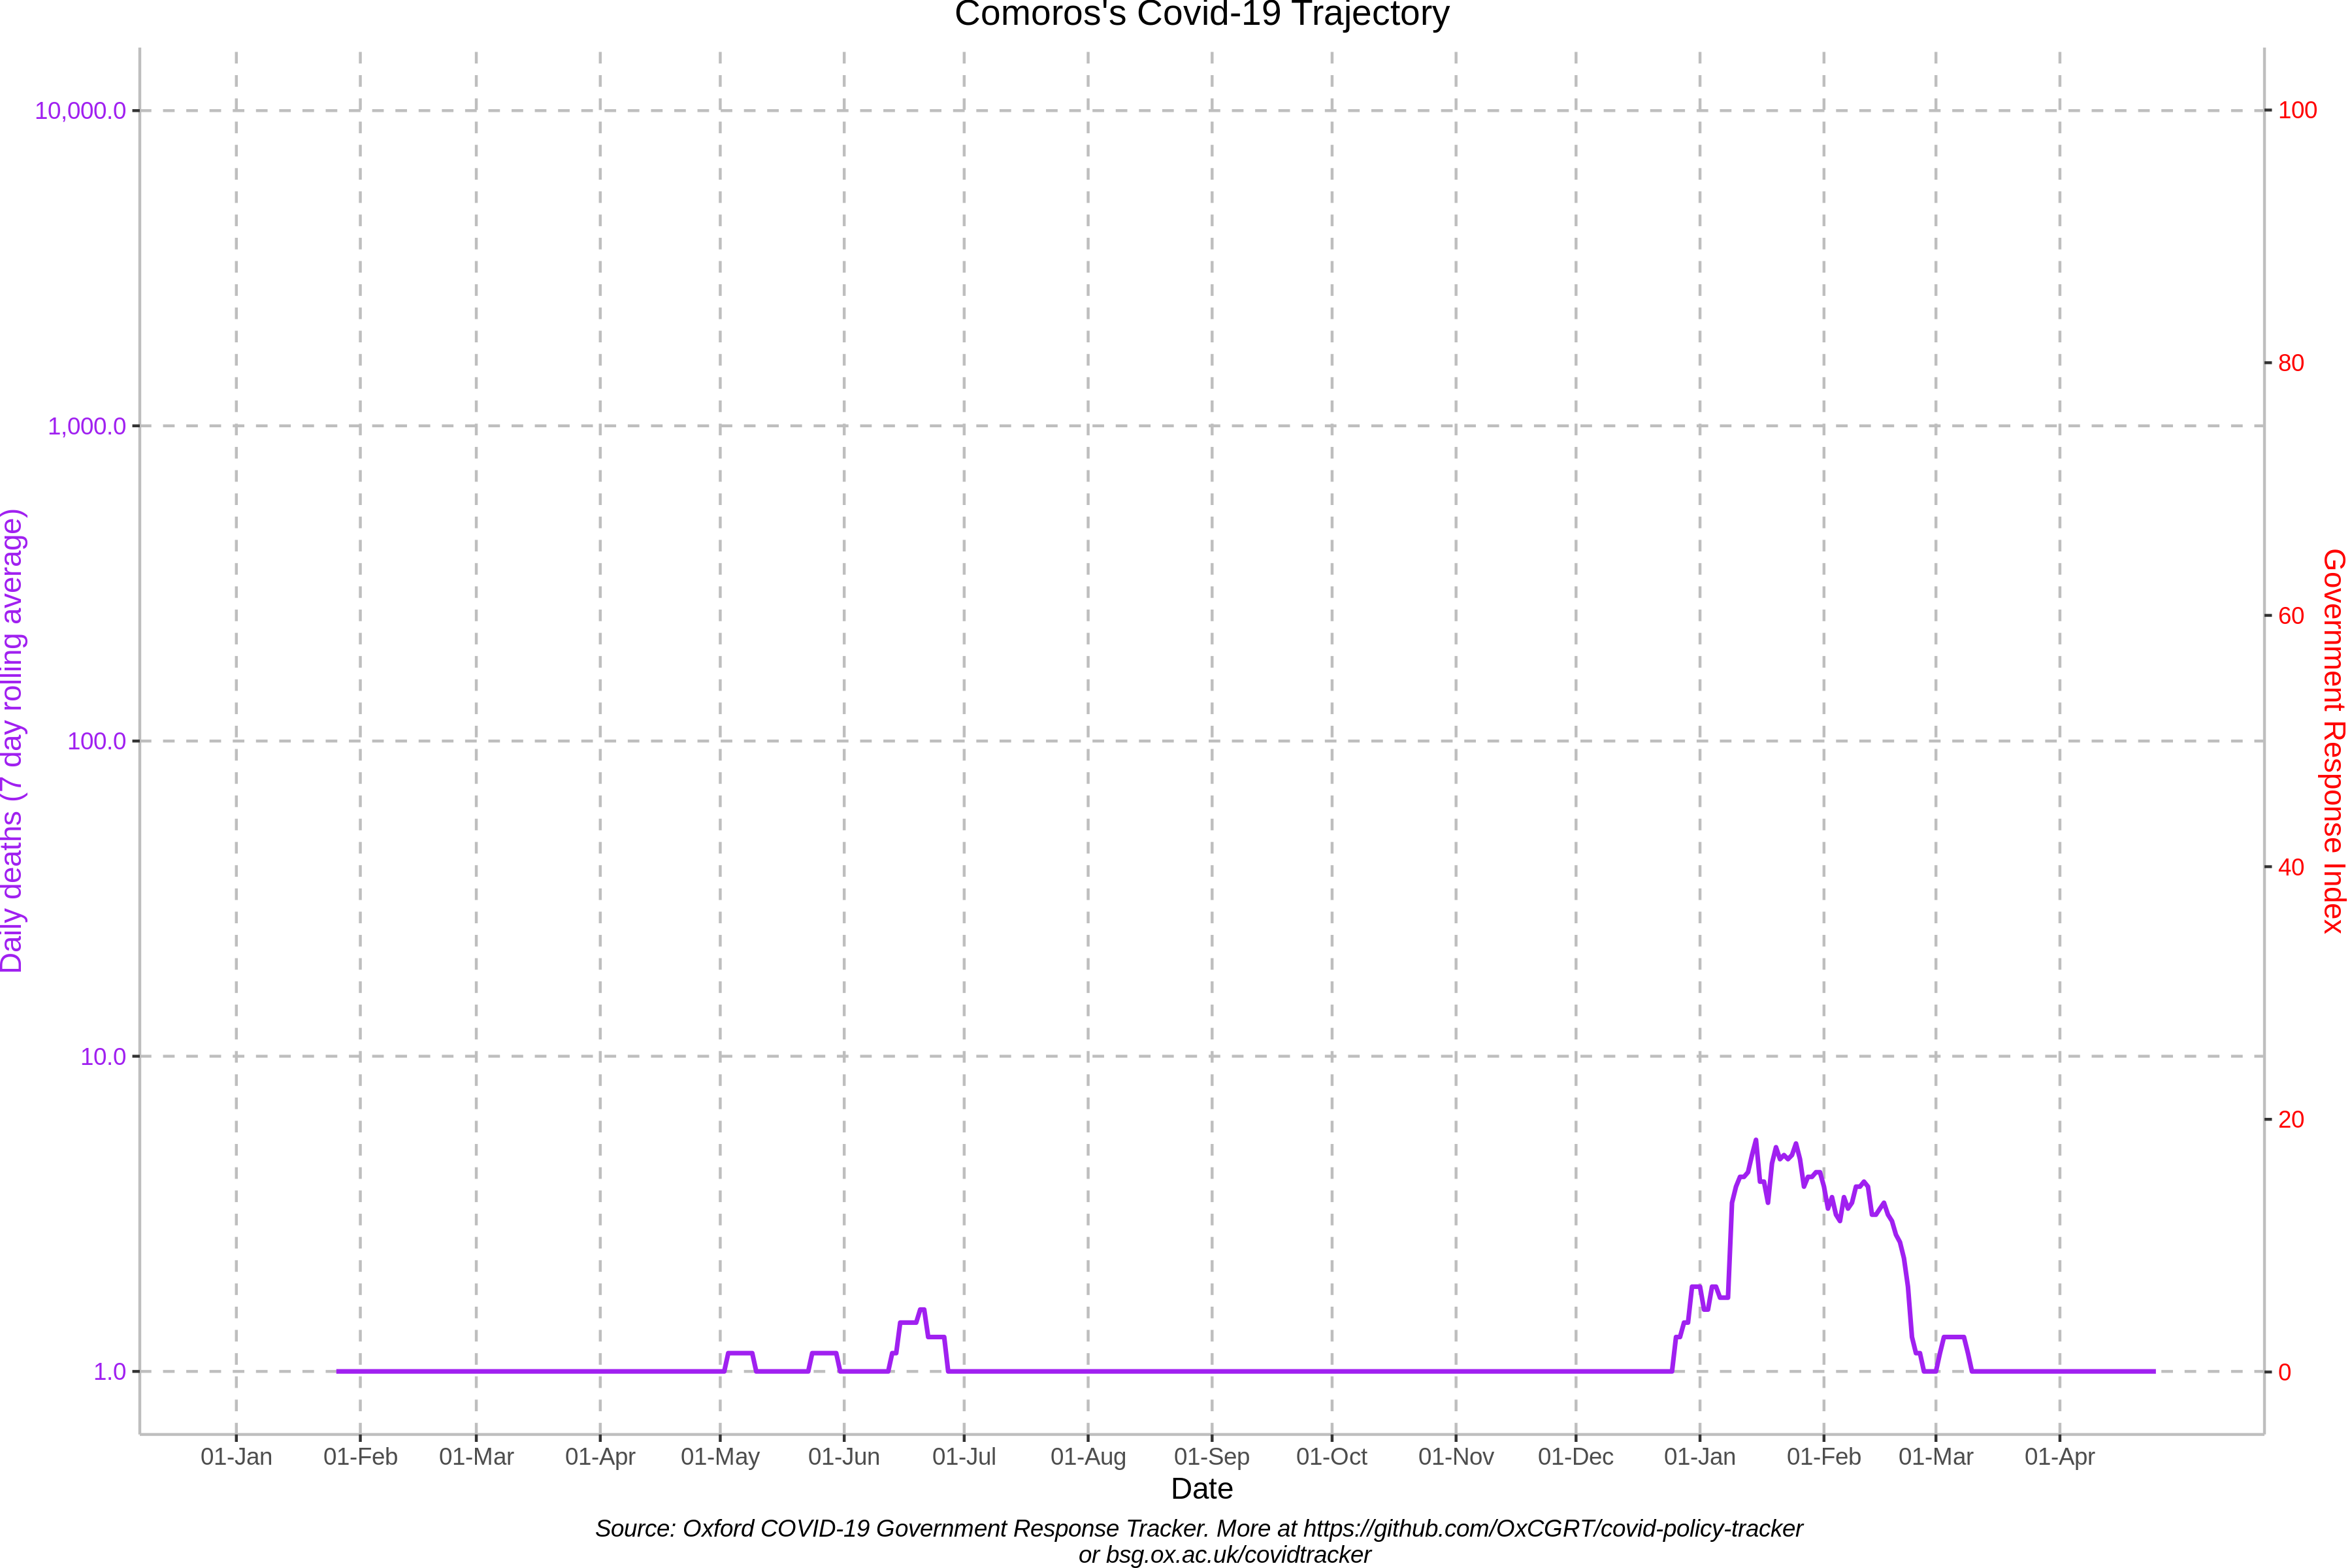 Comoros's Covid-19 Trajectory
10,000.0
1,000.0
100.0
10.0
1.0
Daily deaths (7 day rolling average)
100
80
60
40
20
0
Government Response Index
01-Jan 01-Feb 01-Mar 01-Apr 01-May 01-Jun 01-Jul 01-Aug 01-Sep 01-Oct 01-Nov 01-Dec 01-Jan 01-Feb 01-Mar 01-Apr
Date
Source: Oxford COVID-19 Government Response Tracker. More at https://github.com/OxCGRT/covid-policy-tracker
or bsg.ox.ac.uk/covidtracker